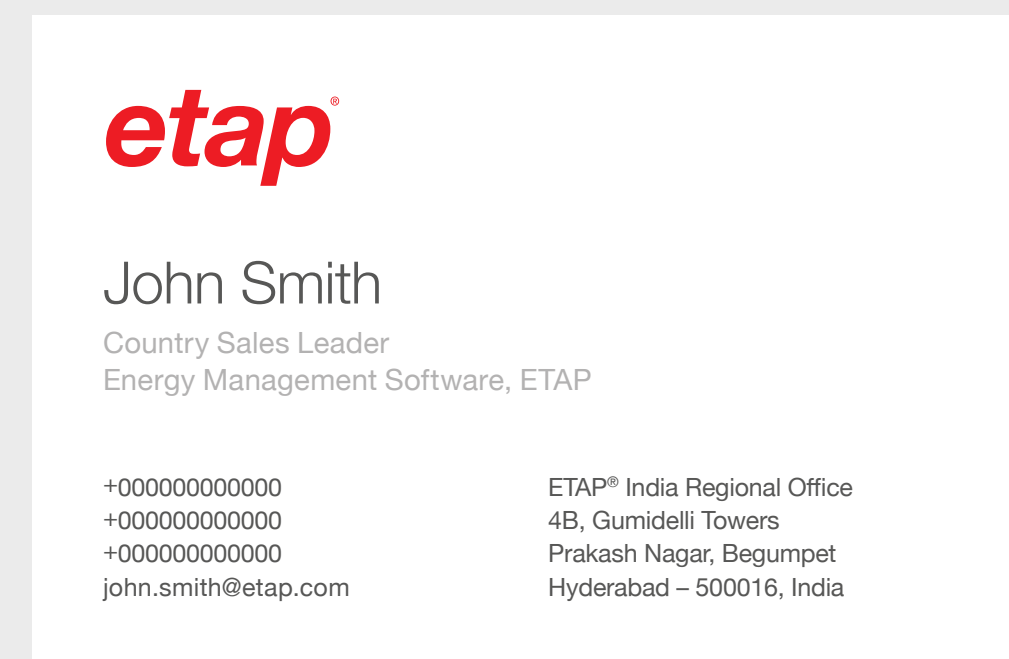 etap®
John Smith
Country Sales Leader
Energy Management Software, ETAP
+000000000000
+000000000000
+000000000000
john.smith@etap.com
ETAP® India Regional Office
4B, Gumidelli Towers
Prakash Nagar, Begumpet
Hyderabad – 500016, India